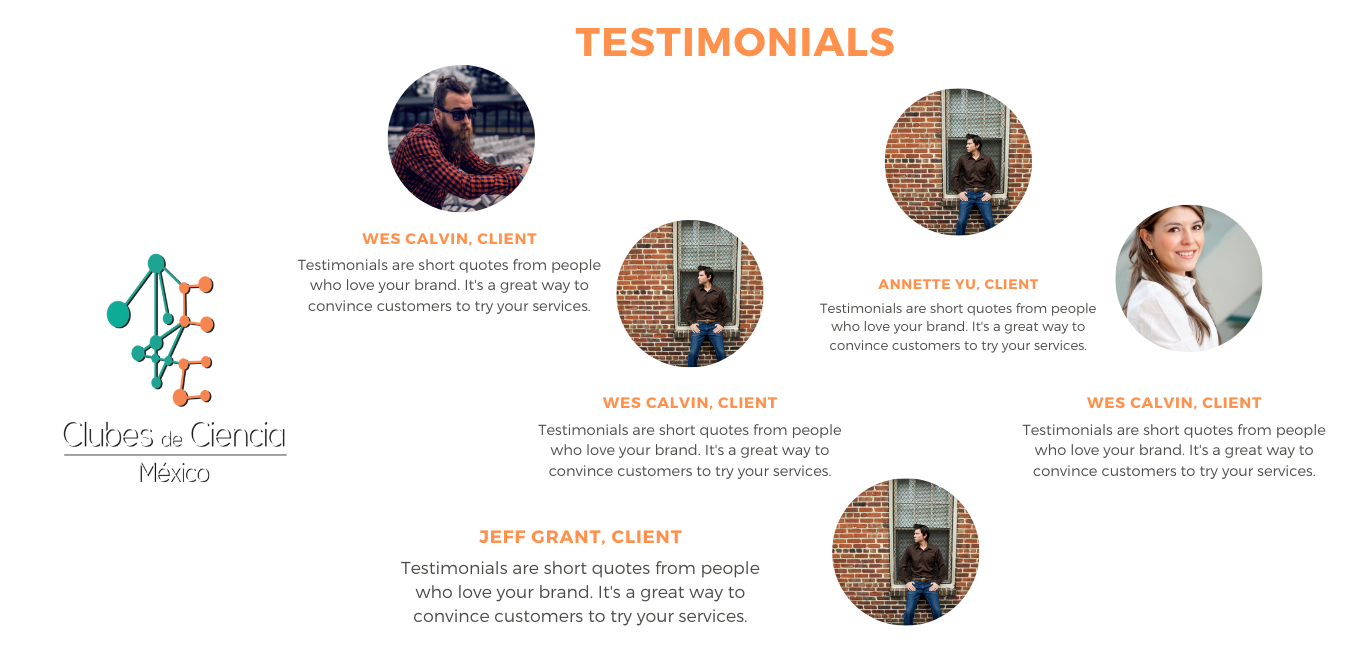 TESTIMONIALS
WES CALVIN, CLIENT
Testimonials are short quotes from people
who love your brand. It's a great way to
convince customers to try your services.
ANNETTE YU, CLIENT
Testimonials are short quotes from people
who love your brand. It's a great way to
convince customers to try your services.
WES CALVIN, CLIENT
Testimonials are short quotes from people
who love your brand. It's a great way to
convince customers to try your services.
WES CALVIN, CLIENT
Testimonials are short quotes from people
who love your brand. It's a great way to
convince customers to try your services.
Clubes de Ciencia
México
JEFF GRANT, CLIENT
Testimonials are short quotes from people
who love your brand. It's a great way to
convince customers to try your services.